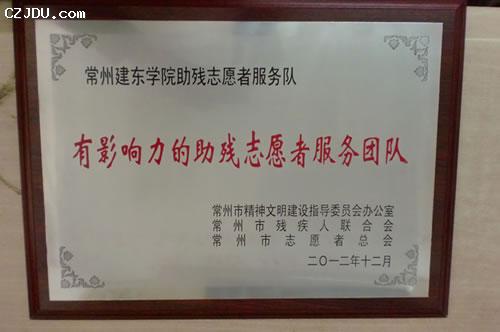 CZJDU.com
常州建东学院助残志愿者服务队
有影响力的助残志愿者服务团队
常州市精神文明建设指导委员会办公室
常州市残疾人联合会
常州市志愿者总会
二〇一二年十二月